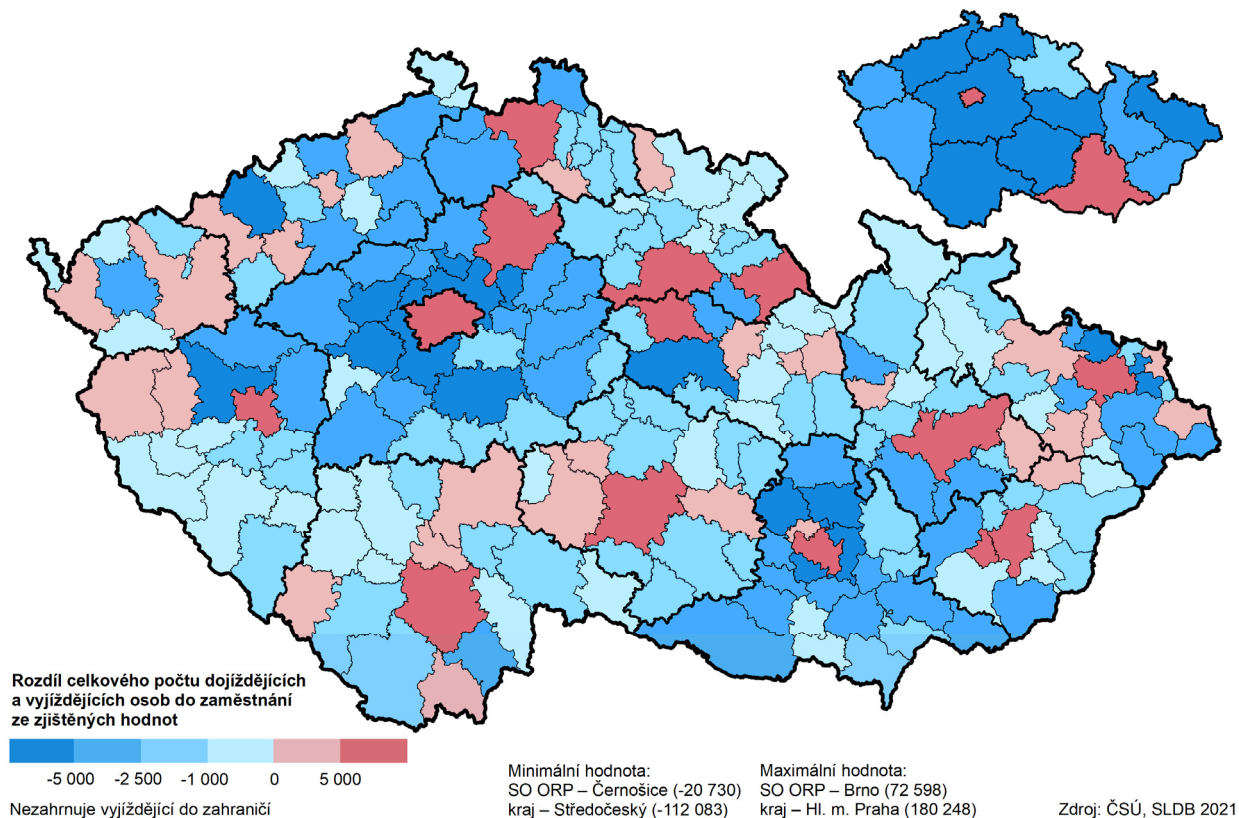 Rozdíl celkového počtu dojíždějících
a vyjíždějících osob do zaměstnání
ze zjištěných hodnot
-5 000 -2 500 -1 000 0 5 000
Nezahrnuje vyjíždějící do zahraničí
Minimální hodnota:
SO ORP – Černošice (-20 730)
kraj – Středočeský (-112 083)
Maximální hodnota:
SO ORP – Brno (72 598)
kraj – Hl. m. Praha (180 248)
Zdroj: ČSÚ, SLDB 2021